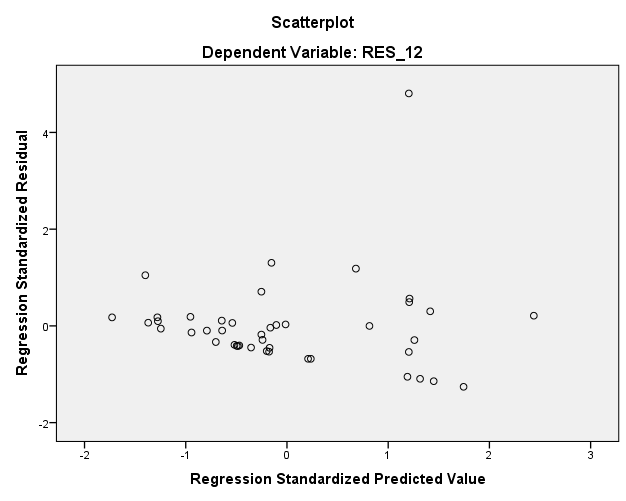 Scatterplot
Dependent Variable: RES_12
Regression Standardized Residual
4
2
0
-2
-2
-1
0
1
2
3
Regression Standardized Predicted Value